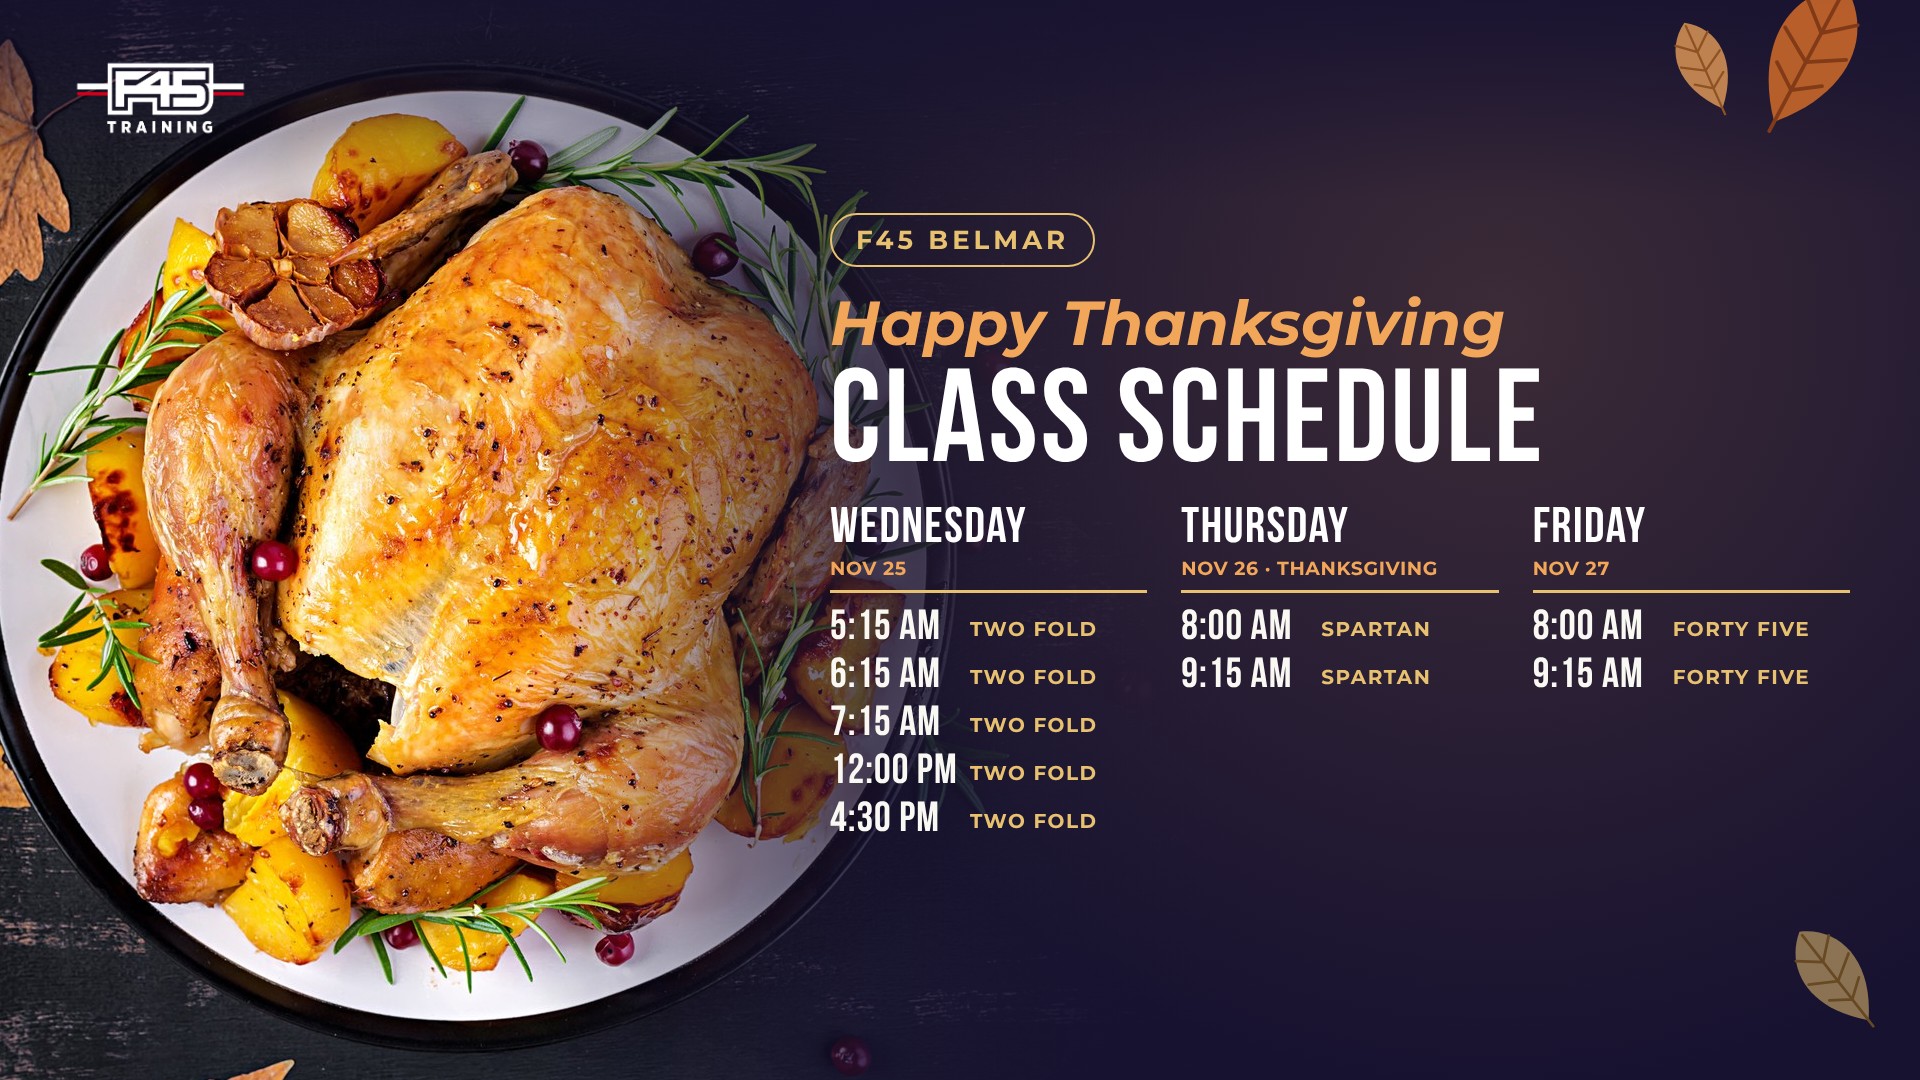 F45
TRAINING
F45 BELMAR
Happy Thanksgiving
CLASS SCHEDULE
WEDNESDAY
NOV 25
5:15 AM TWO FOLD
6:15 AM TWO FOLD
7:15 AM TWO FOLD
12:00 PM TWO FOLD
4:30 PM TWO FOLD
THURSDAY
NOV 26 · THANKSGIVING
8:00 AM SPARTAN
9:15 AM SPARTAN
FRIDAY
NOV 27
8:00 AM FORTY FIVE
9:15 AM FORTY FIVE